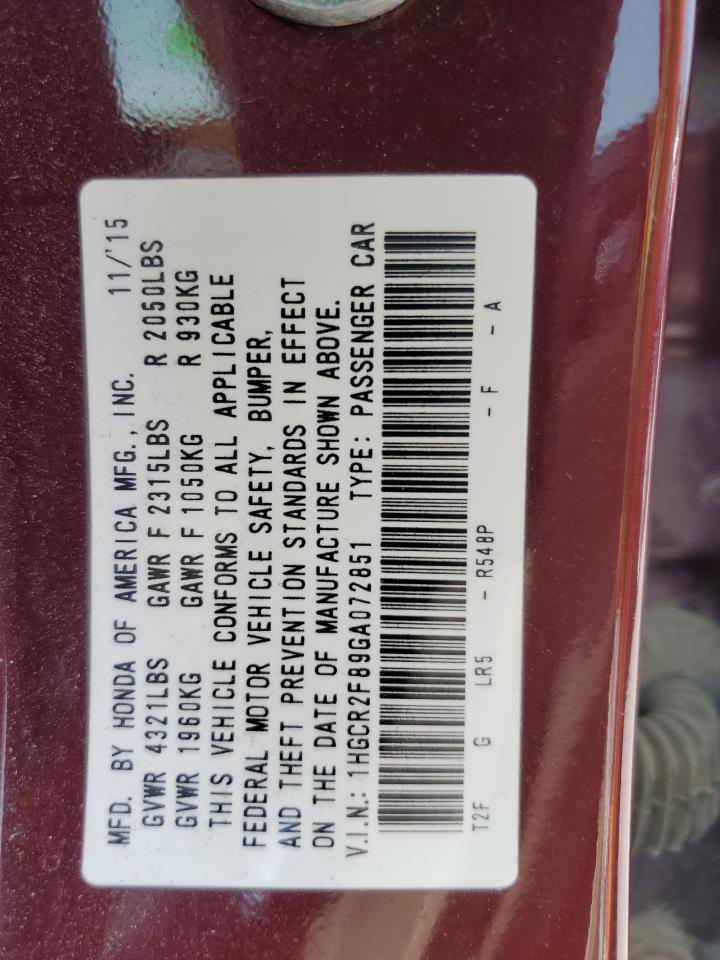 MFD. BY HONDA OF AMERICA MFG., INC. 11/'15
GVWR 4321LBS GAWR F 2315LBS R 2050LBS
GVWR 1960KG GAWR F 1050KG R 930KG
THIS VEHICLE CONFORMS TO ALL APPLICABLE
FEDERAL MOTOR VEHICLE SAFETY, BUMPER,
AND THEFT PREVENTION STANDARDS IN EFFECT
ON THE DATE OF MANUFACTURE SHOWN ABOVE.
V.I.N.: 1HGCR2F89GA072851 TYPE: PASSENGER CAR
T2F G LR5 - R548P - F - A